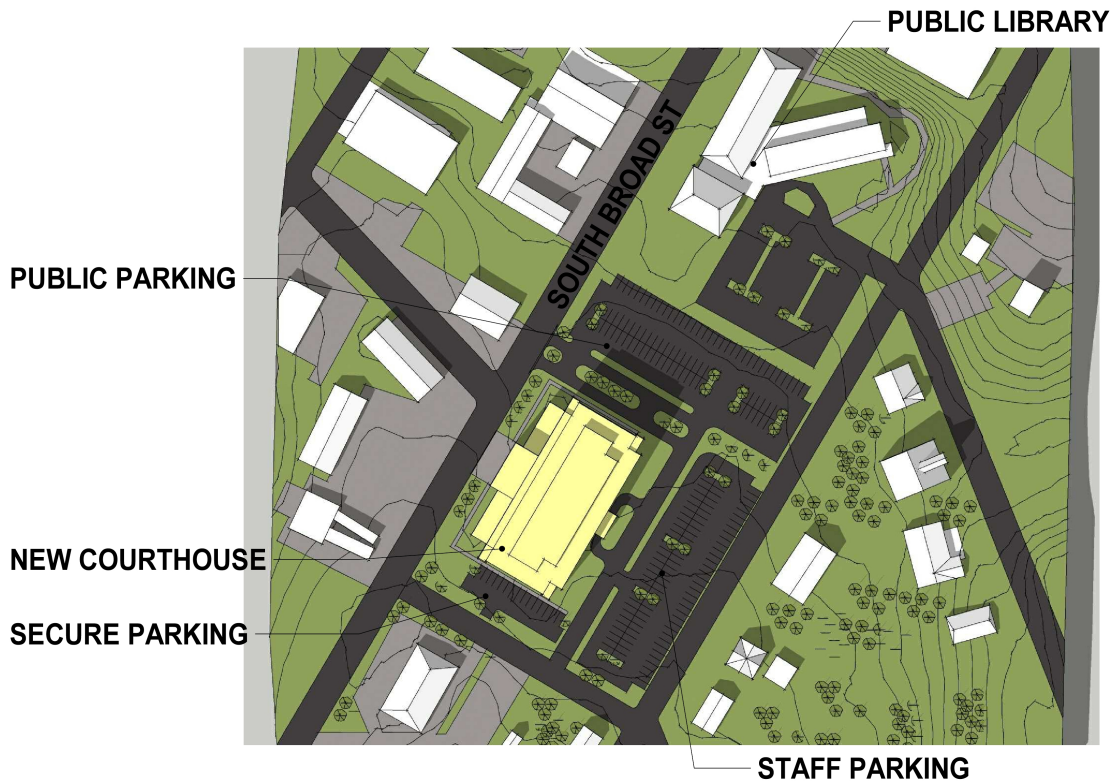 PUBLIC LIBRARY
SOUTH BROAD ST
PUBLIC PARKING
NEW COURTHOUSE
SECURE PARKING
STAFF PARKING